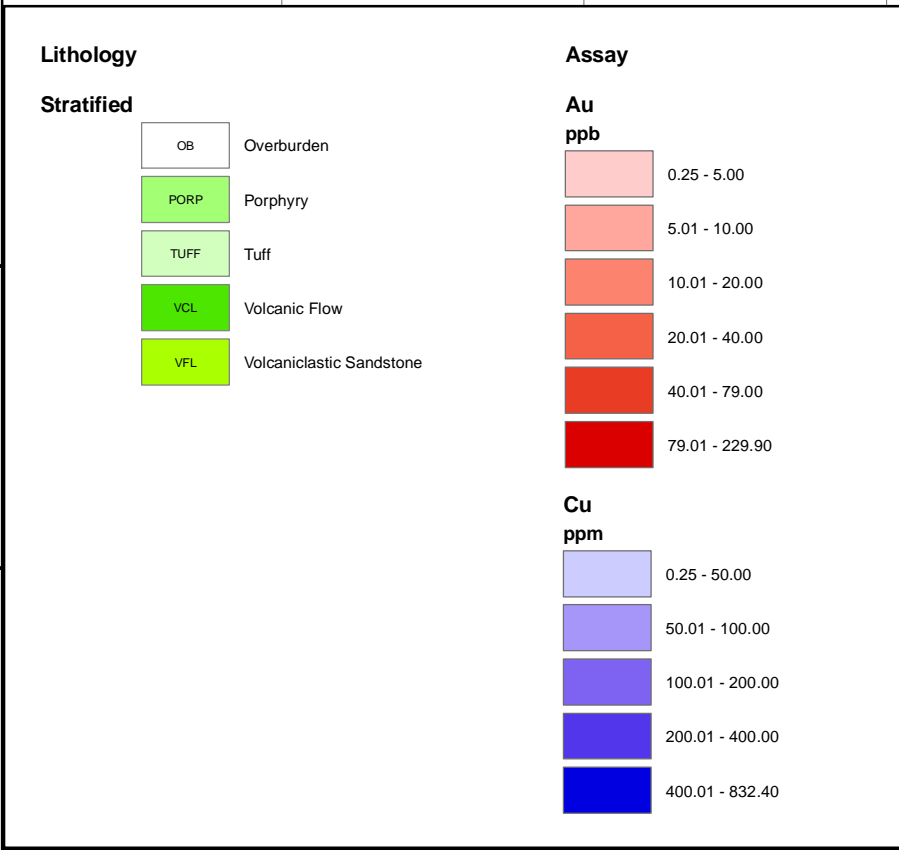 Lithology
Stratified
OB Overburden
PORP Porphyry
TUFF Tuff
VCL Volcanic Flow
VFL Volcaniclastic Sandstone
Assay
Au
ppb
0.25 - 5.00
5.01 - 10.00
10.01 - 20.00
20.01 - 40.00
40.01 - 79.00
79.01 - 229.90
Cu
ppm
0.25 - 50.00
50.01 - 100.00
100.01 - 200.00
200.01 - 400.00
400.01 - 832.40